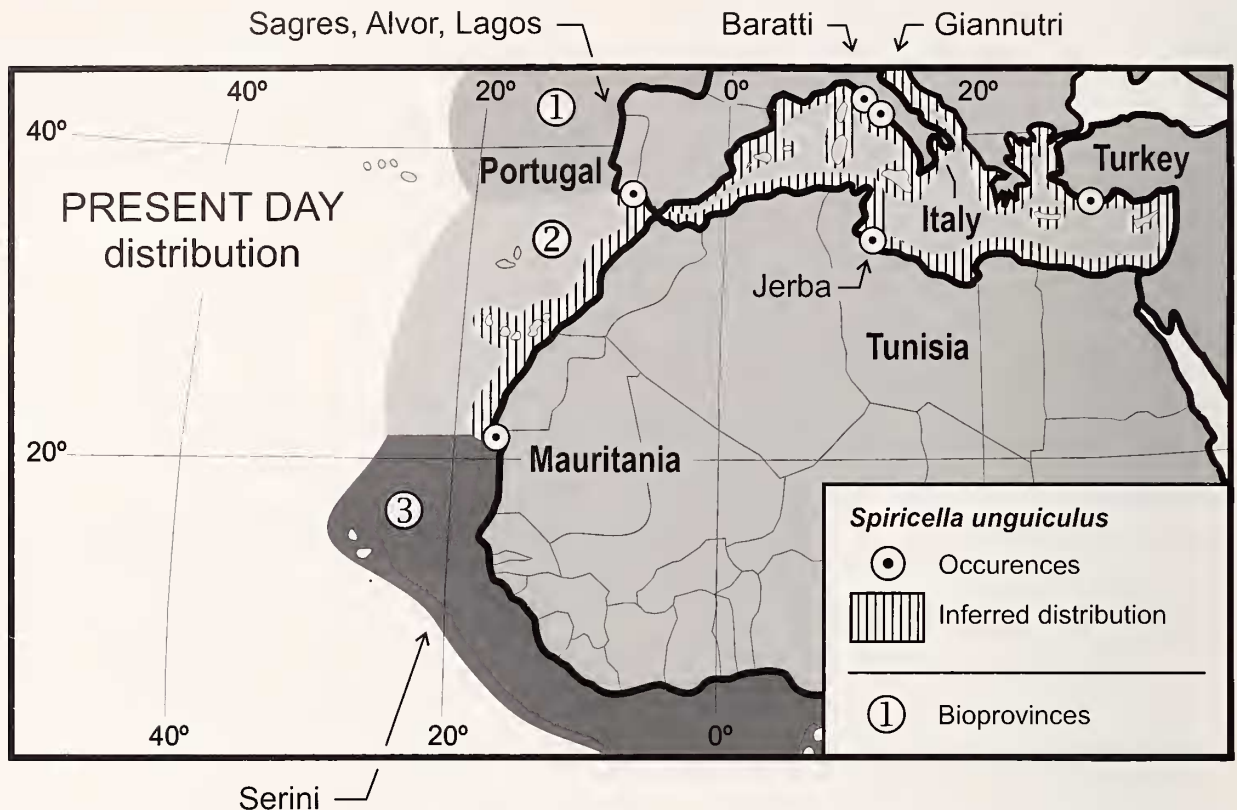 Sagres, Alvor, Lagos
Baratti
Giannutri
40º
20º
0º
20º
①
40º
Portugal
Turkey
PRESENT DAY
distribution
②
Italy
Jerba
Tunisia
20º
Mauritania
③
Spiricella unguiculus
Occurences
Inferred distribution
① Bioprovinces
40º
20º
0º
Serini